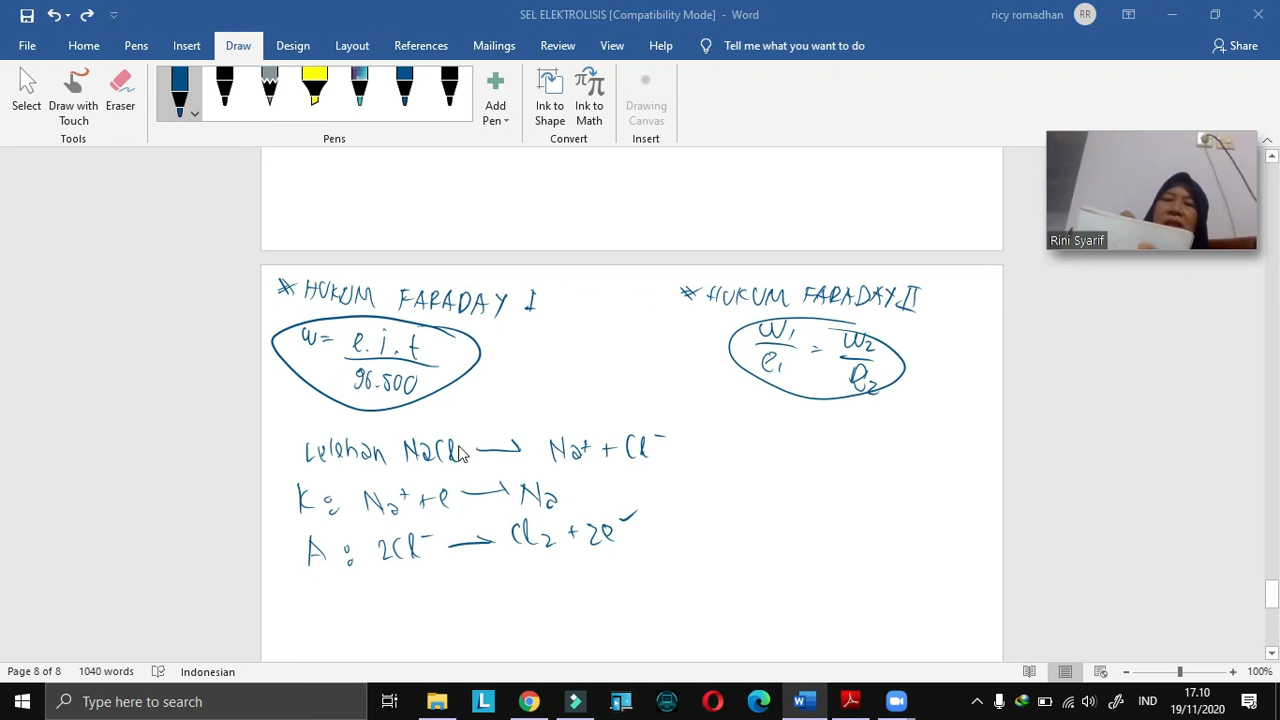 SEL ELEKTROLISIS [Compatibility Mode] - Word
ricy romadhan RR
File Home Pens Insert Draw Design Layout References Mailings Review View Help Tell me what you want to do Share
Select Draw with Touch Eraser
Add Pen
Ink to Shape Ink to Math
Drawing Canvas
Tools Pens Convert Insert
Rini Syarif
* HUKUM FARADAY I
w = e.i.t / 96.500
* HUKUM FARADAY II
w1 / e1 = w2 / e2
Lelehan NaCl → Na+ + Cl-
K : Na+ + e → Na
A : 2Cl- → Cl2 + 2e
Page 8 of 8 1040 words Indonesian 100%
Type here to search
IND
17.10
19/11/2020